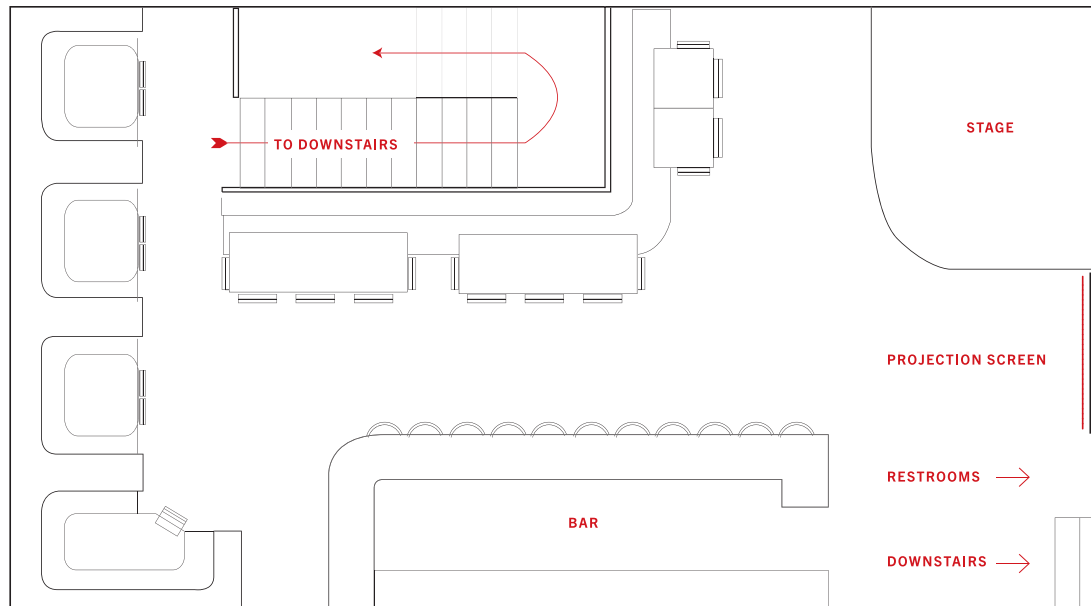 STAGE
TO DOWNSTAIRS
PROJECTION SCREEN
RESTROOMS
BAR
DOWNSTAIRS